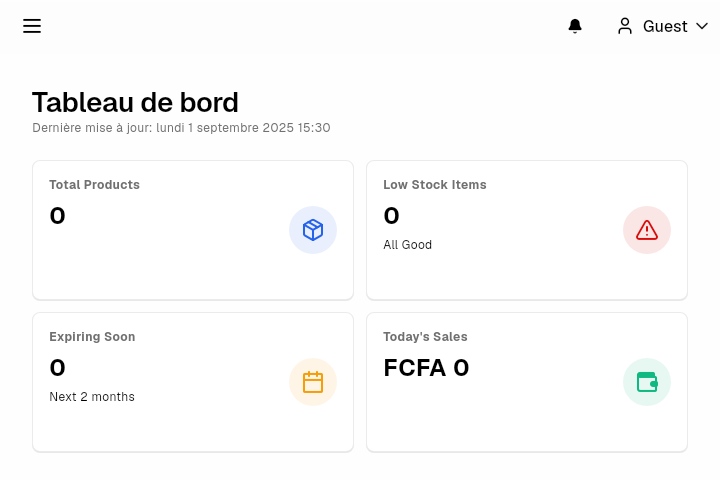 Guest
Tableau de bord
Dernière mise à jour: lundi 1 septembre 2025 15:30
Total Products
0
Low Stock Items
0
All Good
Expiring Soon
0
Next 2 months
Today's Sales
FCFA 0